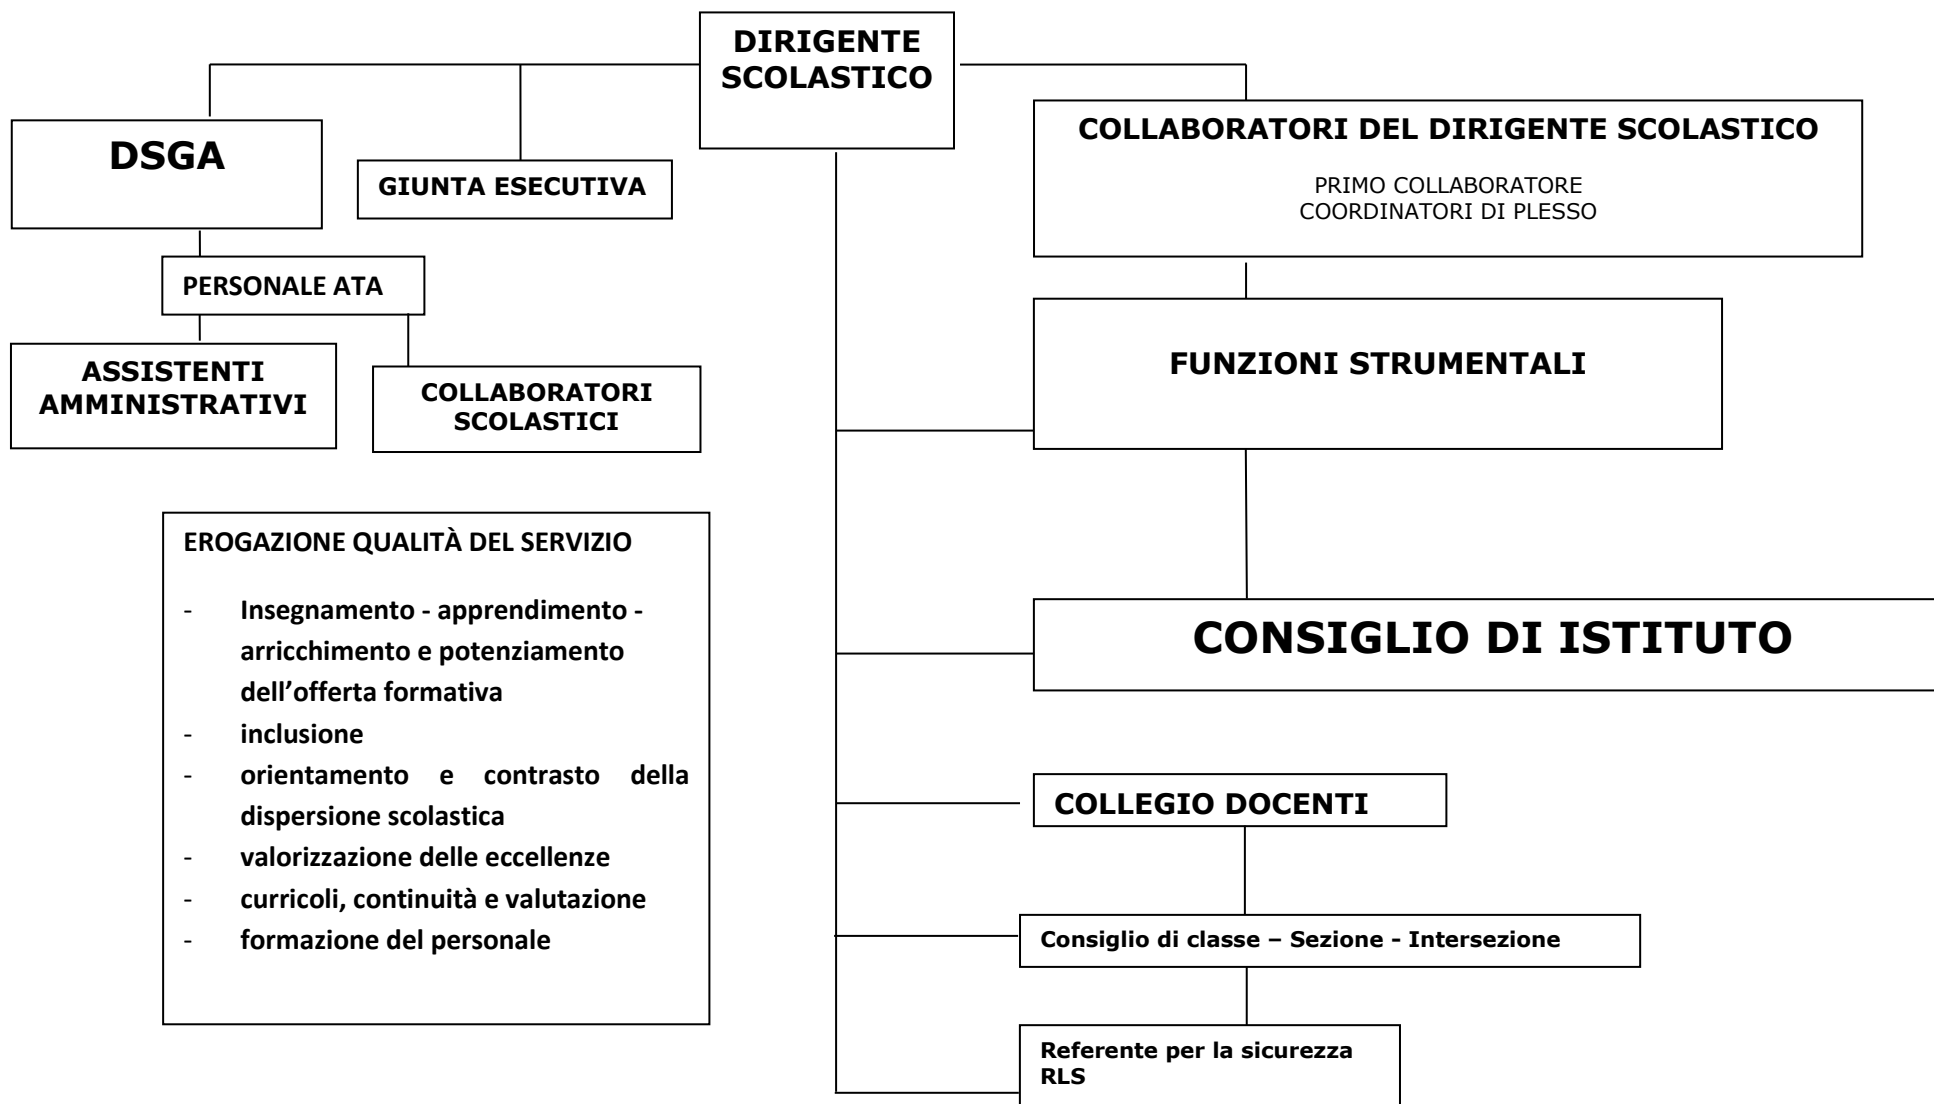 DIRIGENTE
SCOLASTICO
DSGA
GIUNTA ESECUTIVA
COLLABORATORI DEL DIRIGENTE SCOLASTICO
PRIMO COLLABORATORE
COORDINATORI DI PLESSO
PERSONALE ATA
ASSISTENTI
AMMINISTRATIVI
COLLABORATORI
SCOLASTICI
FUNZIONI STRUMENTALI
EROGAZIONE QUALITÀ DEL SERVIZIO
- Insegnamento - apprendimento -
arricchimento e potenziamento
dell’offerta formativa
- inclusione
- orientamento e contrasto della
dispersione scolastica
- valorizzazione delle eccellenze
- curricoli, continuità e valutazione
- formazione del personale
CONSIGLIO DI ISTITUTO
COLLEGIO DOCENTI
Consiglio di classe – Sezione - Intersezione
Referente per la sicurezza
RLS